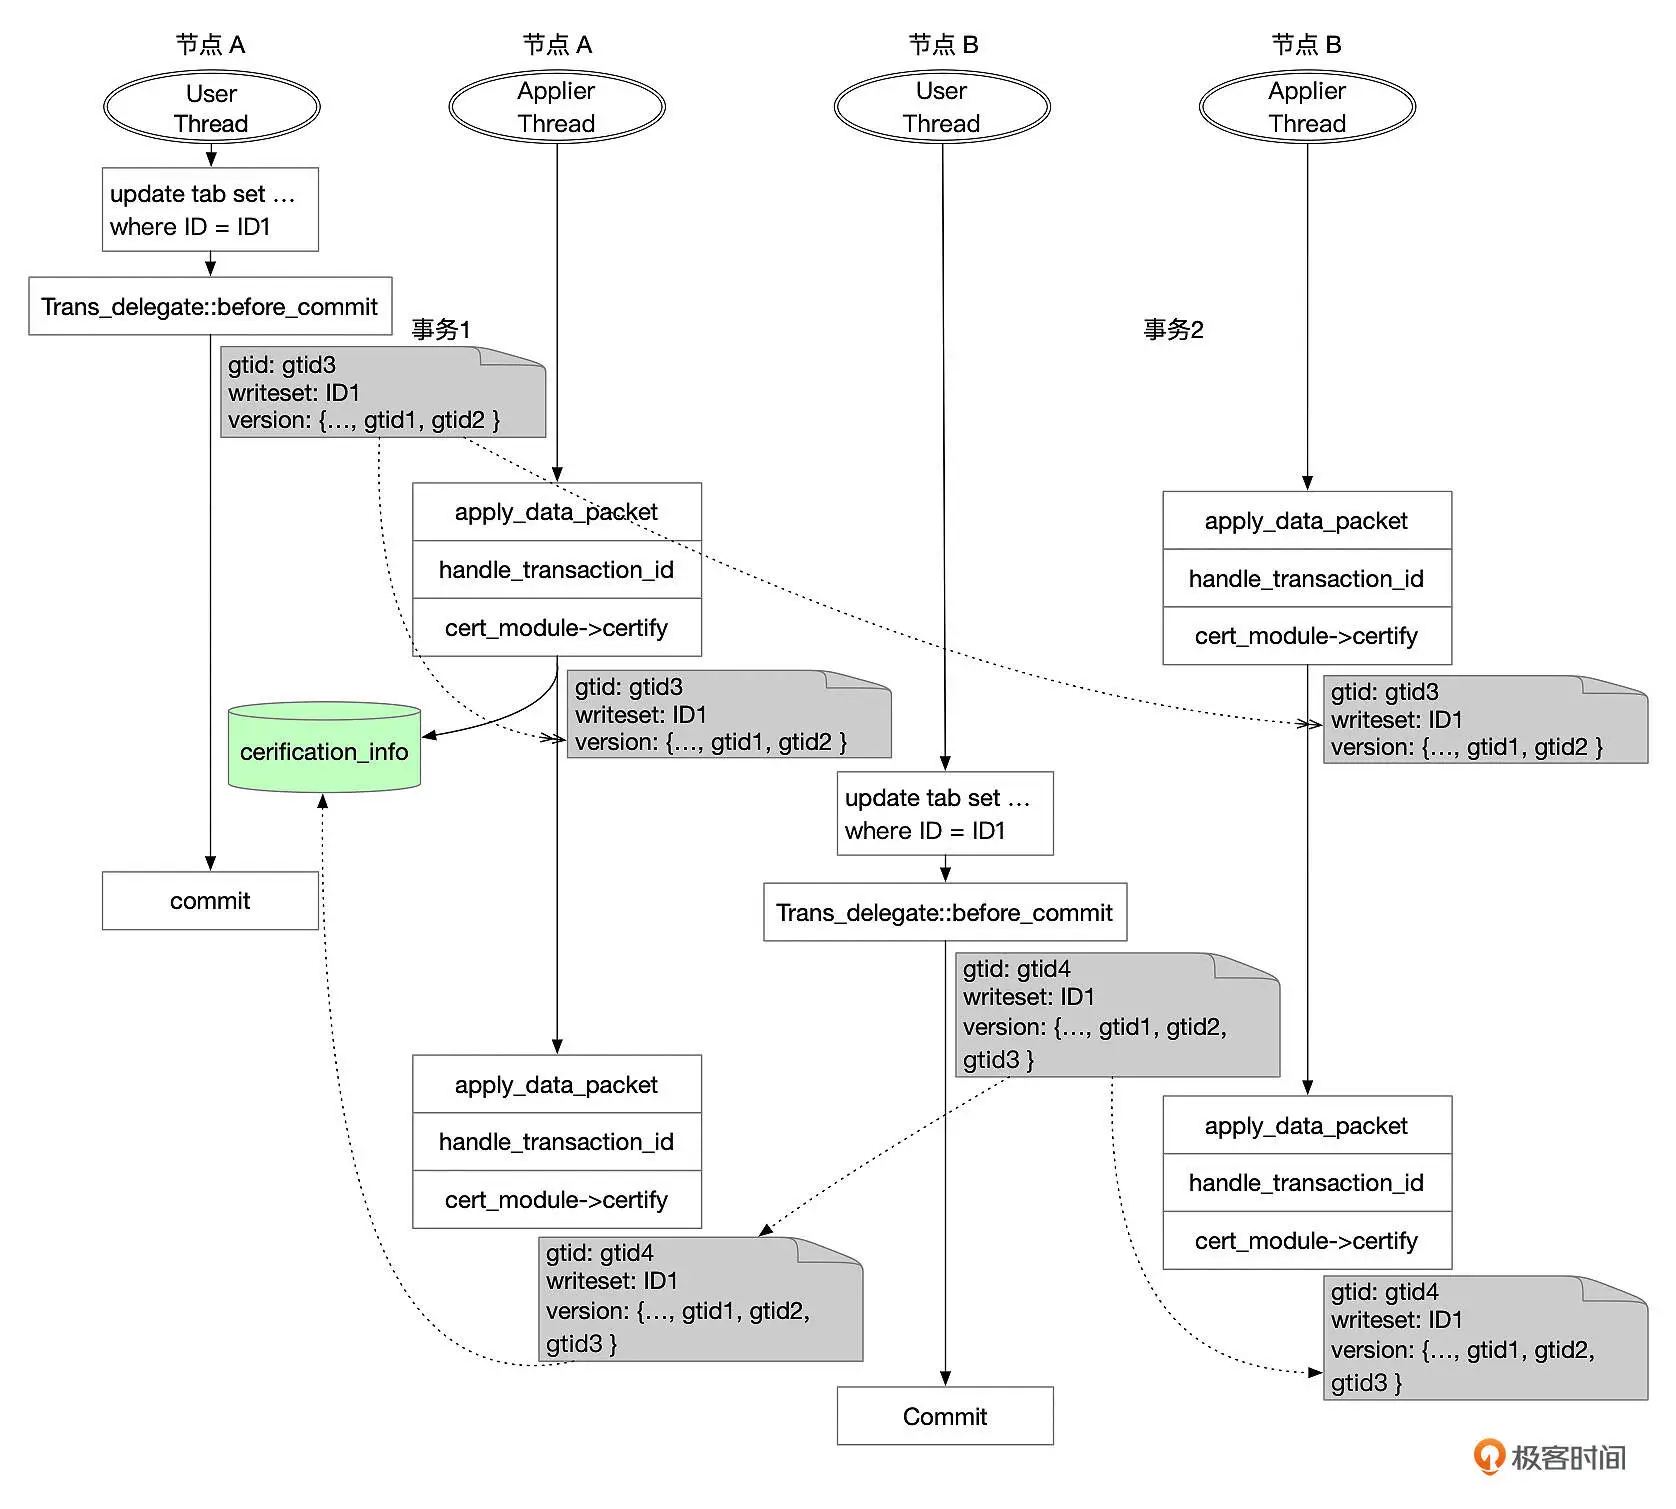 节点 A
节点 A
节点 B
节点 B
User
Thread
Applier
Thread
User
Thread
Applier
Thread
update tab set …
where ID = ID1
Trans_delegate::before_commit
事务1
事务2
gtid: gtid3
writeset: ID1
version: {…, gtid1, gtid2 }
apply_data_packet
handle_transaction_id
cert_module->certify
apply_data_packet
handle_transaction_id
cert_module->certify
gtid: gtid3
writeset: ID1
version: {…, gtid1, gtid2 }
gtid: gtid3
writeset: ID1
version: {…, gtid1, gtid2 }
cerification_info
update tab set …
where ID = ID1
commit
Trans_delegate::before_commit
gtid: gtid4
writeset: ID1
version: {…, gtid1, gtid2,
gtid3 }
apply_data_packet
handle_transaction_id
cert_module->certify
apply_data_packet
handle_transaction_id
cert_module->certify
gtid: gtid4
writeset: ID1
version: {…, gtid1, gtid2,
gtid3 }
gtid: gtid4
writeset: ID1
version: {…, gtid1, gtid2,
gtid3 }
Commit
极客时间